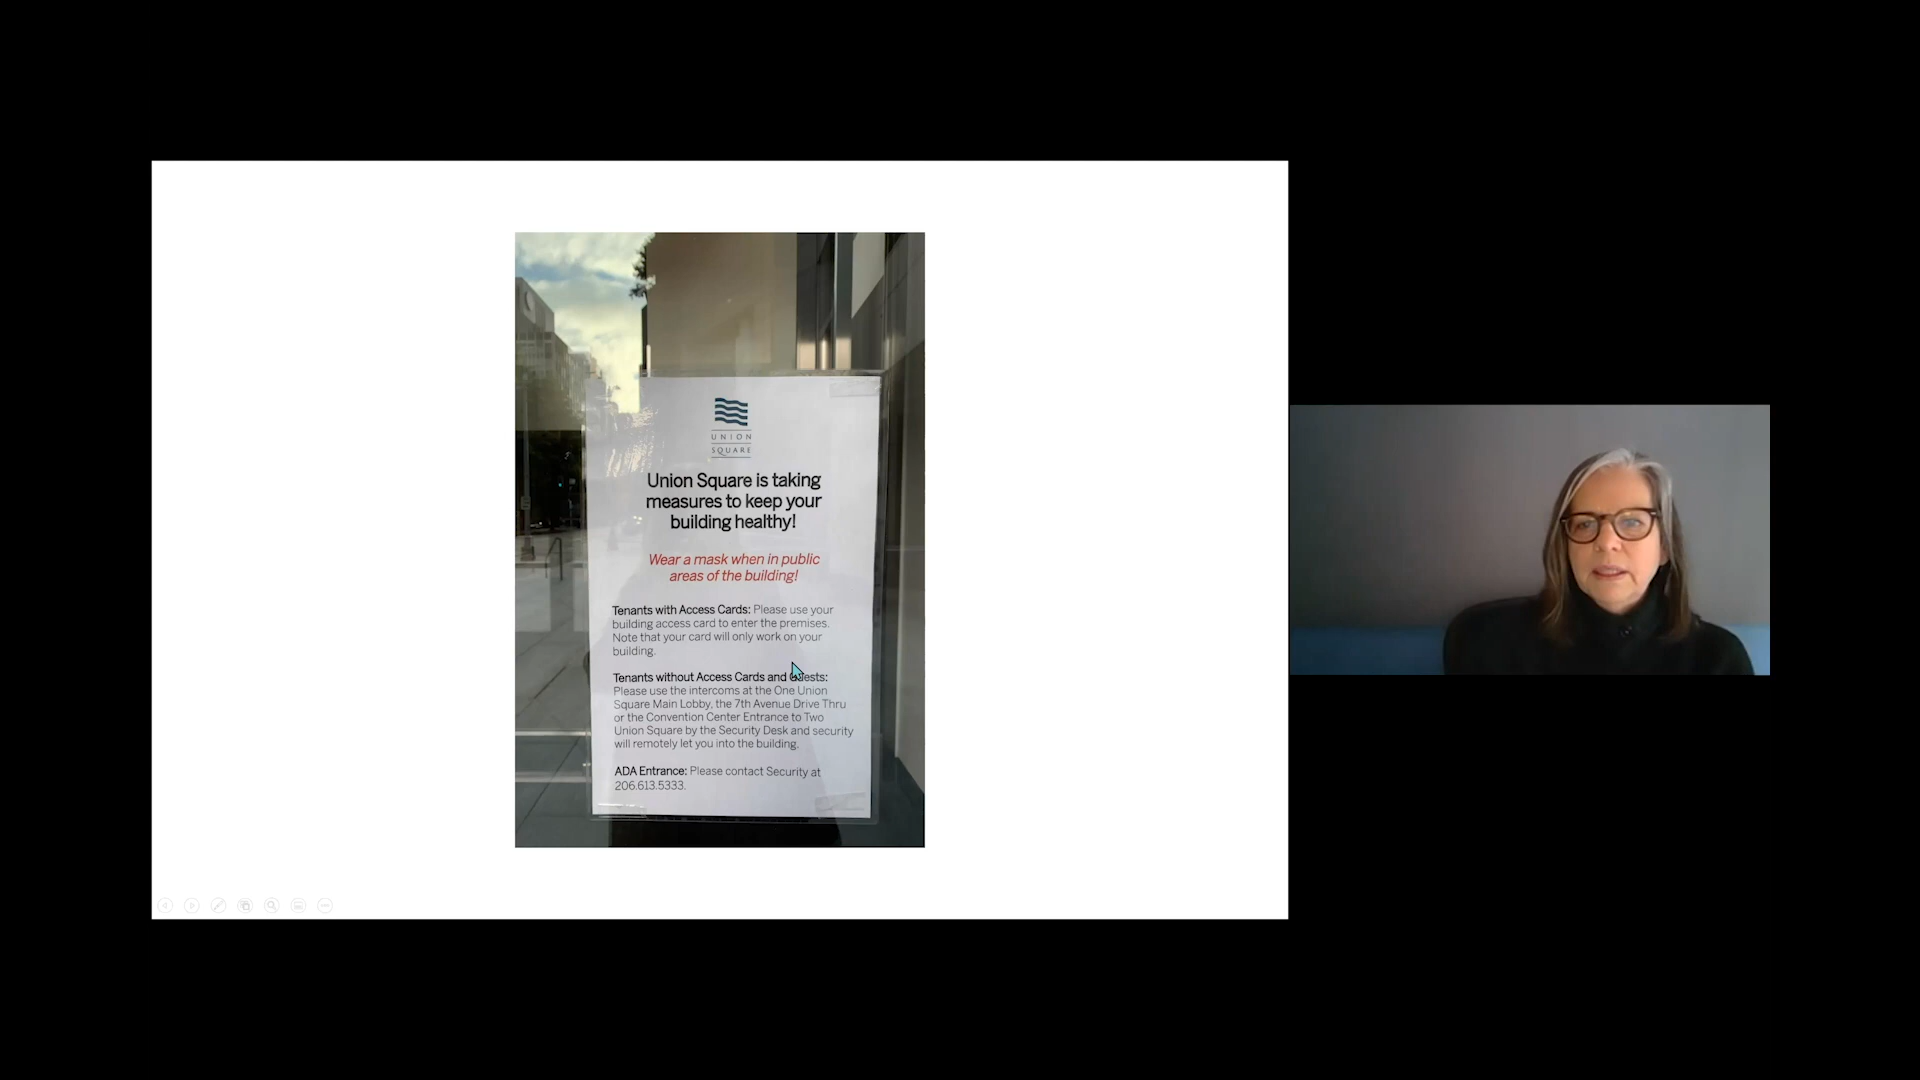 UNION
SQUARE
Union Square is taking
measures to keep your
building healthy!
Wear a mask when in public
areas of the building!
Tenants with Access Cards: Please use your
building access card to enter the premises.
Note that your card will only work on your
building.
Tenants without Access Cards and Guests:
Please use the intercoms at the One Union
Square Main Lobby, the 7th Avenue Drive Thru
or the Convention Center Entrance to Two
Union Square by the Security Desk and security
will remotely let you into the building.
ADA Entrance: Please contact Security at
206.613.5333.